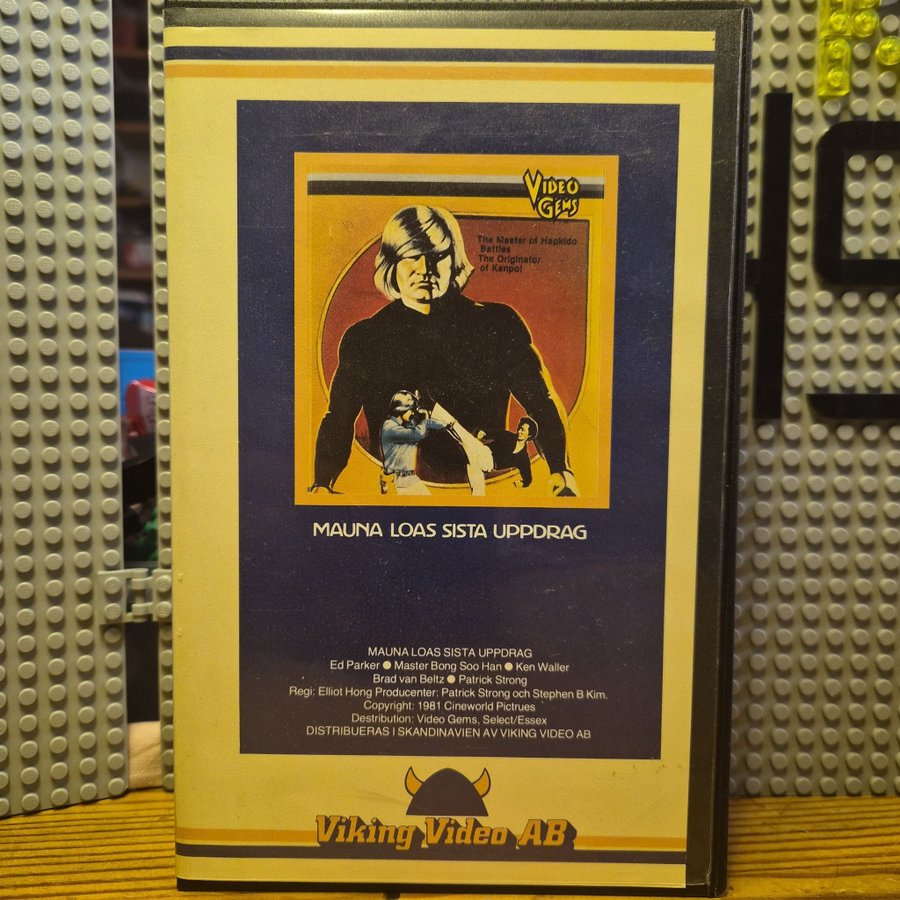 VIDEO
GEMS
The Master of Hapkido
Battles
The Originator
of Kenpo!
MAUNA LOAS SISTA UPPDRAG
MAUNA LOAS SISTA UPPDRAG
Ed Parker ● Master Bong Soo Han ● Ken Waller
Brad van Beltz ● Patrick Strong
Regi: Elliot Hong Producenter: Patrick Strong och Stephen B Kim.
Copyright: 1981 Cineworld Pictrues
Destribution: Video Gems, Select/Essex
DISTRIBUERAS I SKANDINAVIEN AV VIKING VIDEO AB
Viking Video AB